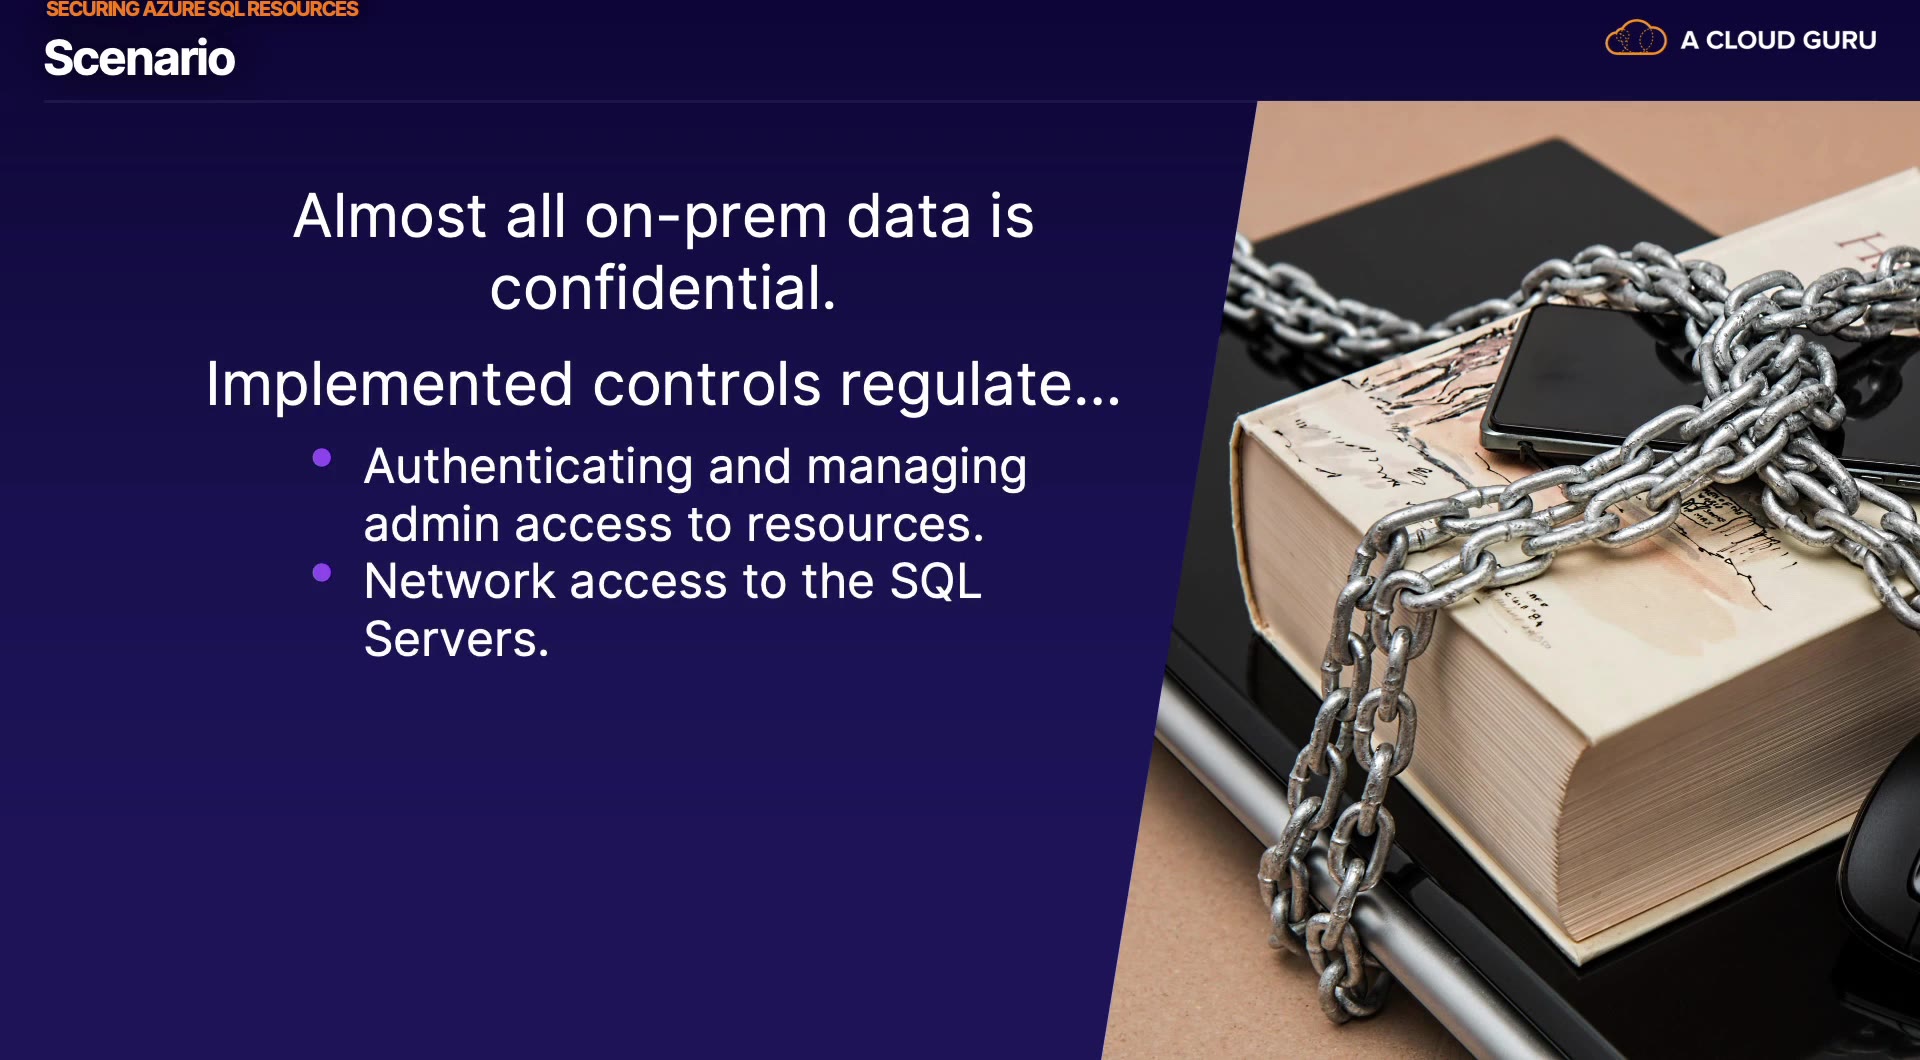 SECURING AZURE SQL RESOURCES
Scenario
A CLOUD GURU
Almost all on-prem data is
confidential.
Implemented controls regulate...
• Authenticating and managing
admin access to resources.
• Network access to the SQL
Servers.